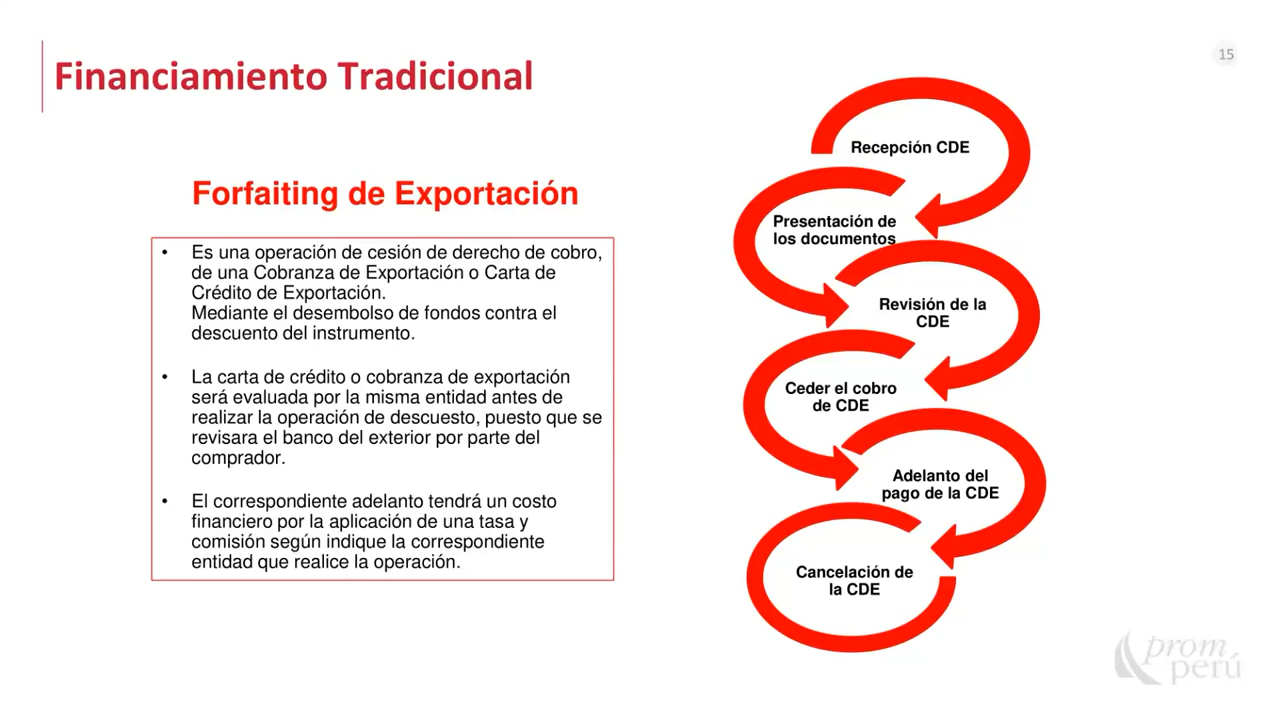 Financiamiento Tradicional
15
Forfaiting de Exportación
• Es una operación de cesión de derecho de cobro,
de una Cobranza de Exportación o Carta de
Crédito de Exportación.
Mediante el desembolso de fondos contra el
descuento del instrumento.
• La carta de crédito o cobranza de exportación
será evaluada por la misma entidad antes de
realizar la operación de descuesto, puesto que se
revisara el banco del exterior por parte del
comprador.
• El correspondiente adelanto tendrá un costo
financiero por la aplicación de una tasa y
comisión según indique la correspondiente
entidad que realice la operación.
Recepción CDE
Presentación de
los documentos
Revisión de la
CDE
Ceder el cobro
de CDE
Adelanto del
pago de la CDE
Cancelación de
la CDE
prom
perú